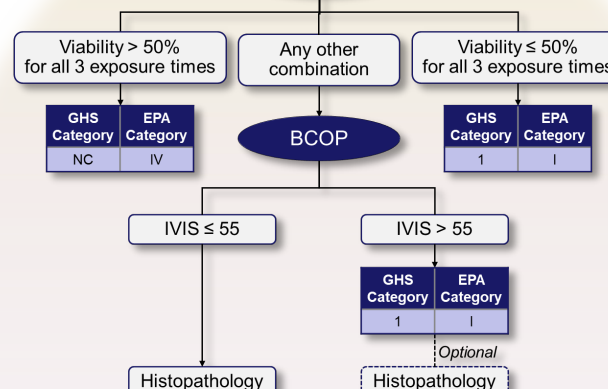 Viability > 50%
for all 3 exposure times
Any other
combination
Viability ≤ 50%
for all 3 exposure times
GHS
Category
EPA
Category
NC
IV
BCOP
GHS
Category
EPA
Category
1
I
IVIS ≤ 55
IVIS > 55
GHS
Category
EPA
Category
1
I
Optional
Histopathology
Histopathology